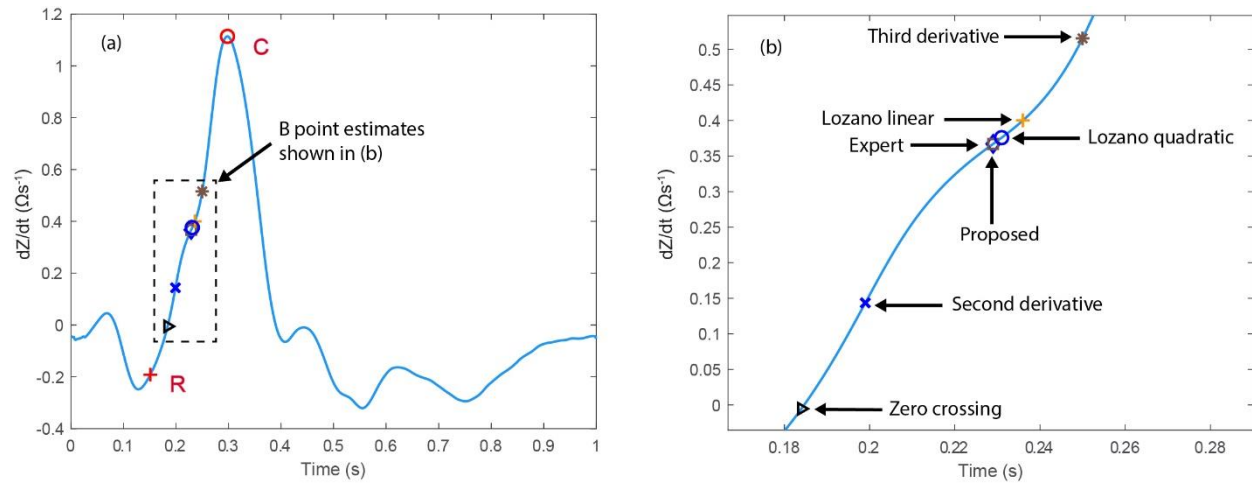 (a)
C
B point estimates
shown in (b)
R
dZ/dt (Ωs⁻¹)
1.2
1
0.8
0.6
0.4
0.2
0
-0.2
-0.4
0
0.1
0.2
0.3
0.4
0.5
0.6
0.7
0.8
0.9
1
Time (s)
(b)
Third derivative
Lozano linear
Expert
Lozano quadratic
Proposed
Second derivative
Zero crossing
dZ/dt (Ωs⁻¹)
0.5
0.45
0.4
0.35
0.3
0.25
0.2
0.15
0.1
0.05
0
0.18
0.2
0.22
0.24
0.26
0.28
Time (s)